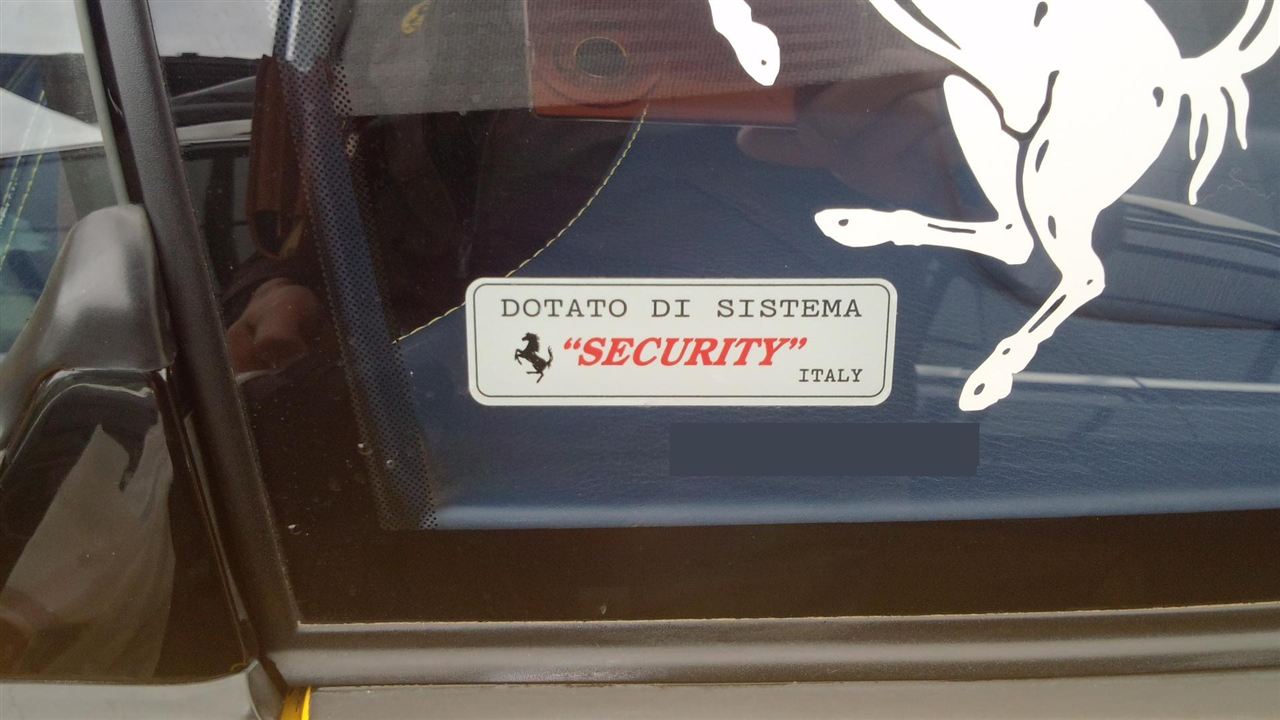 DOTATO DI SISTEMA
“SECURITY”
ITALY